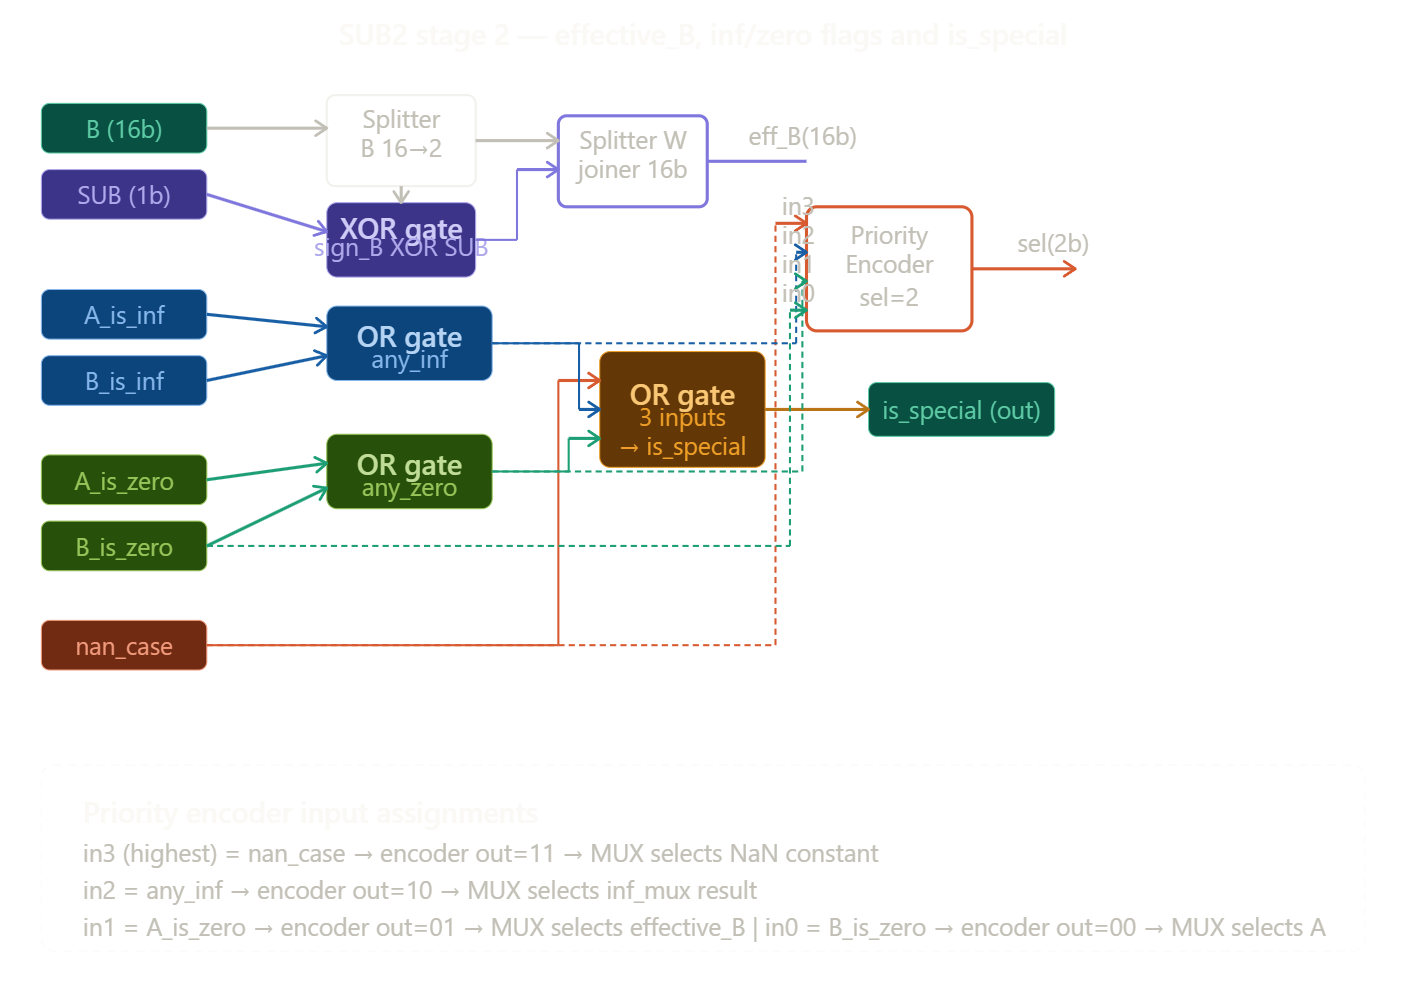 SUB2 stage 2 — effective_B, inf/zero flags and is_special
B (16b)
Splitter
B 16→2
Splitter W
joiner 16b
eff_B(16b)
SUB (1b)
XOR gate
sign_B XOR SUB
in3
in2
in1
in0
Priority
Encoder
sel=2
sel(2b)
A_is_inf
B_is_inf
OR gate
any_inf
OR gate
3 inputs
→ is_special
is_special (out)
A_is_zero
B_is_zero
OR gate
any_zero
nan_case
Priority encoder input assignments
in3 (highest) = nan_case → encoder out=11 → MUX selects NaN constant
in2 = any_inf → encoder out=10 → MUX selects inf_mux result
in1 = A_is_zero → encoder out=01 → MUX selects effective_B | in0 = B_is_zero → encoder out=00 → MUX selects A